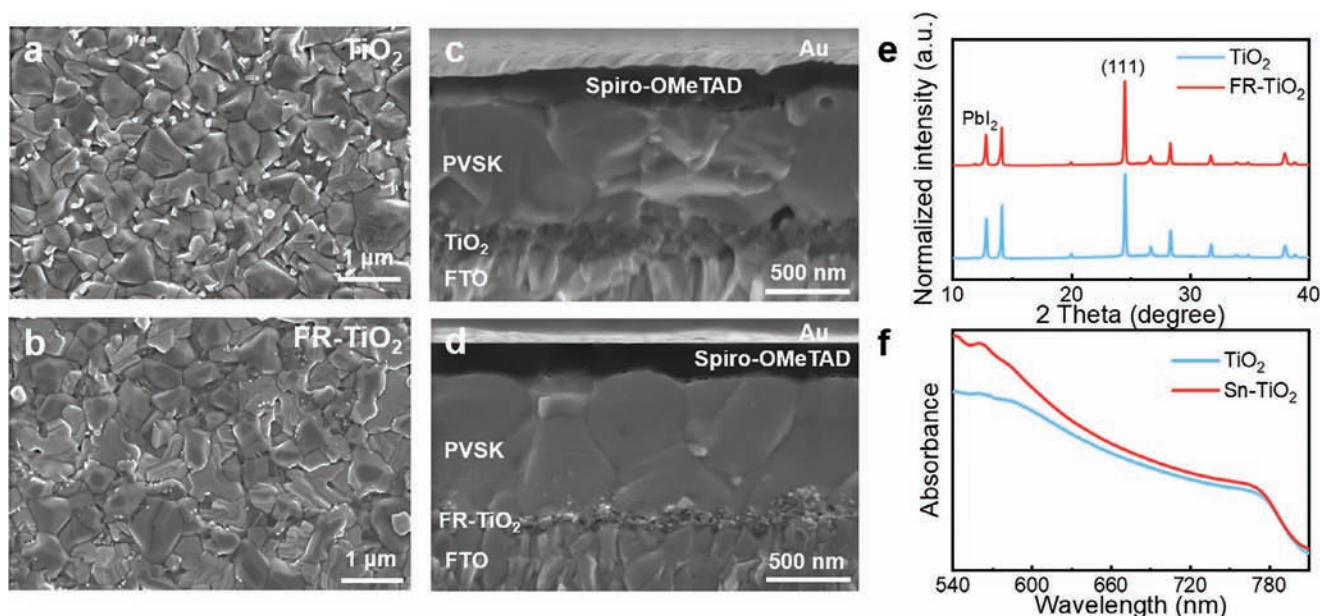 a
TiO₂
1 μm
b
FR-TiO₂
1 μm
c
Au
Spiro-OMeTAD
PVSK
TiO₂
FTO
500 nm
d
Au
Spiro-OMeTAD
PVSK
FR-TiO₂
FTO
500 nm
e
Normalized intensity (a.u.)
TiO₂
FR-TiO₂
(111)
PbI₂
10 20 30 40
2 Theta (degree)
f
Absorbance
TiO₂
Sn-TiO₂
540 600 660 720 780
Wavelength (nm)